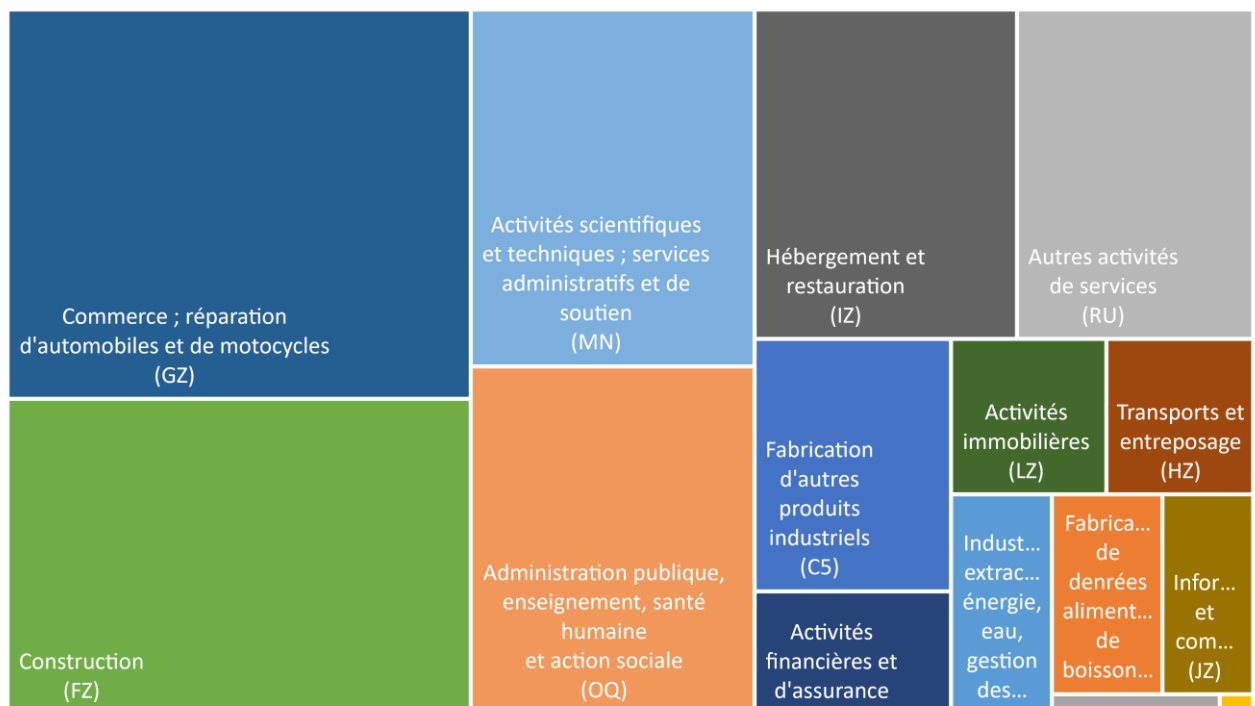 Commerce ; réparation
d'automobiles et de motocycles
(GZ)
Construction
(FZ)
Activités scientifiques
et techniques ; services
administratifs et de
soutien
(MN)
Administration publique,
enseignement, santé
humaine
et action sociale
(OQ)
Hébergement et
restauration
(IZ)
Autres activités
de services
(RU)
Fabrication
d'autres
produits
industriels
(C5)
Activités
financières et
d'assurance
Activités
immobilières
(LZ)
Transports et
entreposage
(HZ)
Indust...
extrac...
énergie,
eau,
gestion
des...
Fabrica...
de
denrées
aliment...
de
boisson...
Infor...
et
com...
(JZ)